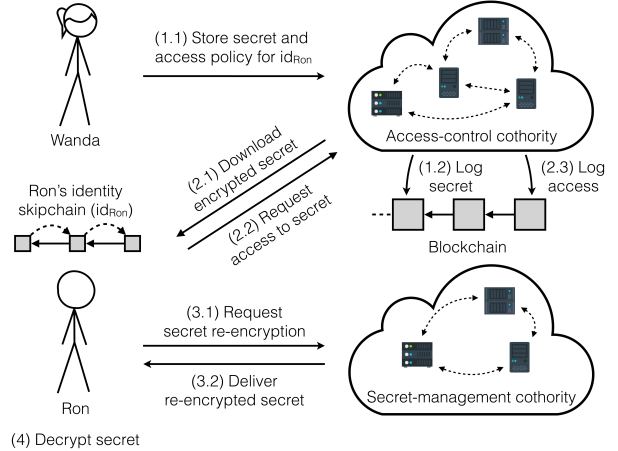 (1.1) Store secret and
access policy for idRon
Wanda
Access-control cothority
(2.1) Download
encrypted secret
(2.2) Request
access to secret
(1.2) Log
secret
(2.3) Log
access
Ron's identity
skipchain (idRon)
Blockchain
(3.1) Request
secret re-encryption
(3.2) Deliver
re-encrypted secret
Ron
Secret-management cothority
(4) Decrypt secret